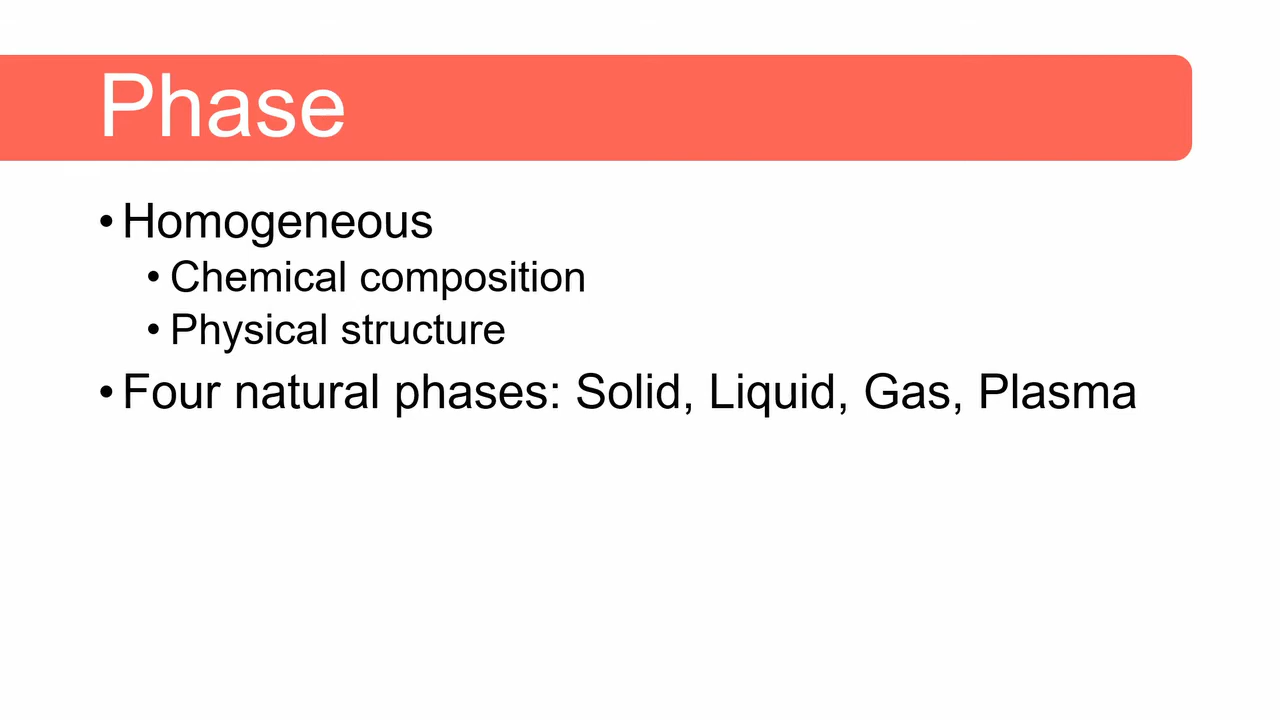 Phase
• Homogeneous
• Chemical composition
• Physical structure
• Four natural phases: Solid, Liquid, Gas, Plasma